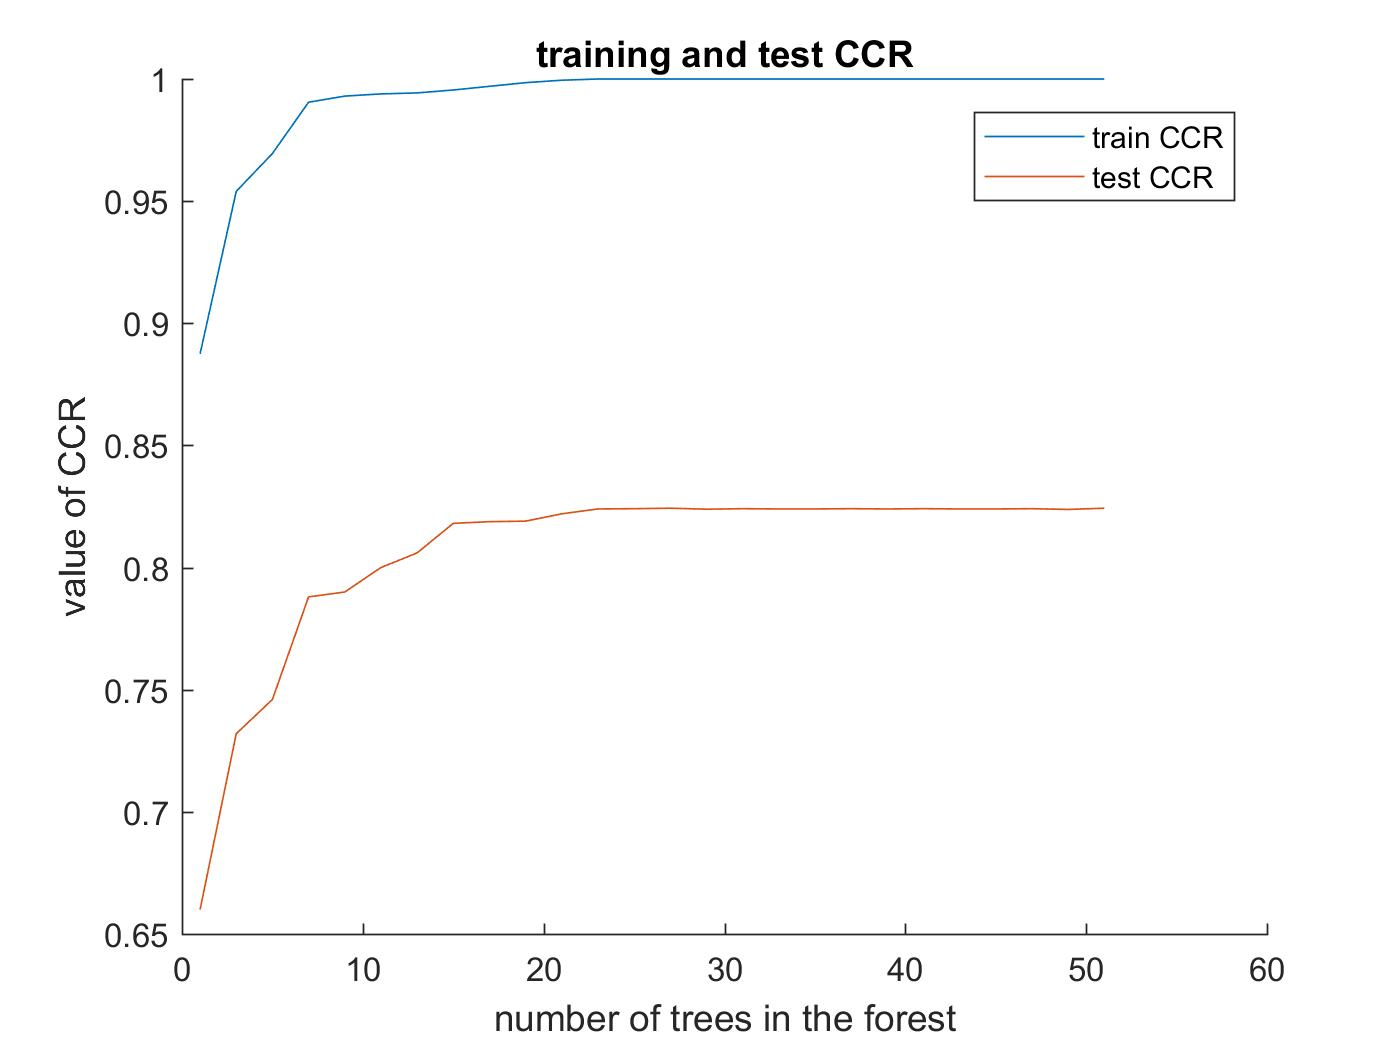 training and test CCR
1
0.95
0.9
0.85
0.8
0.75
0.7
0.65
value of CCR
train CCR
test CCR
0 10 20 30 40 50 60
number of trees in the forest